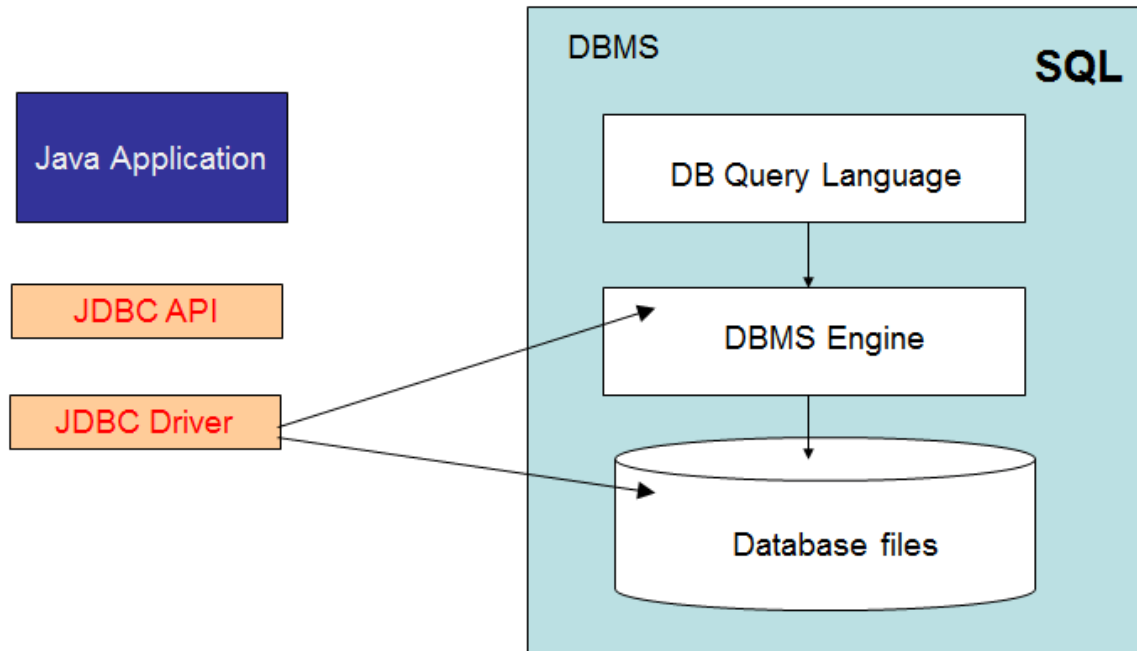 Java Application
JDBC API
JDBC Driver
DBMS
SQL
DB Query Language
DBMS Engine
Database files